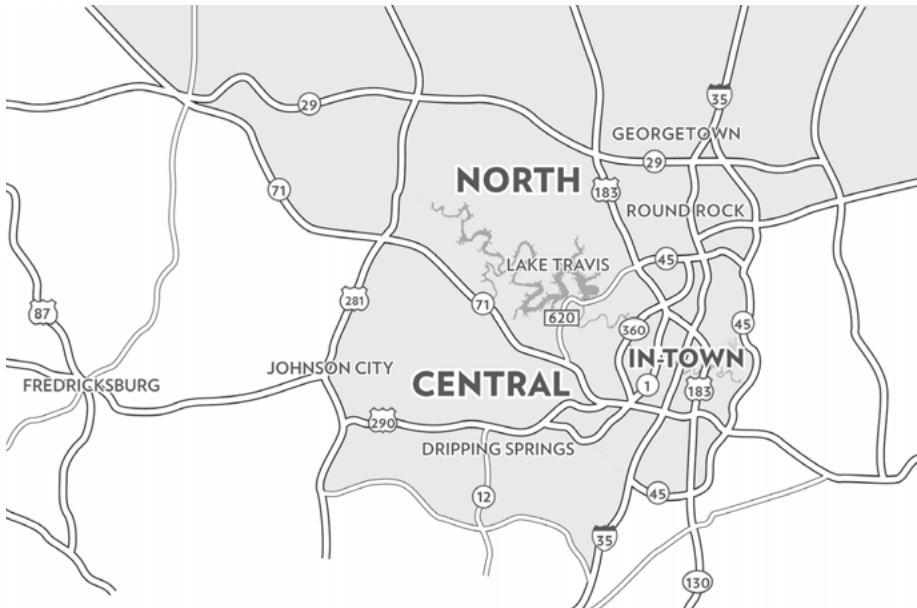 35
29
GEORGETOWN
29
NORTH
183
71
ROUND ROCK
LAKE TRAVIS
45
281
71
87
620
360
45
IN-TOWN
JOHNSON CITY
FREDRICKSBURG
CENTRAL
1
183
290
DRIPPING SPRINGS
12
45
35
130